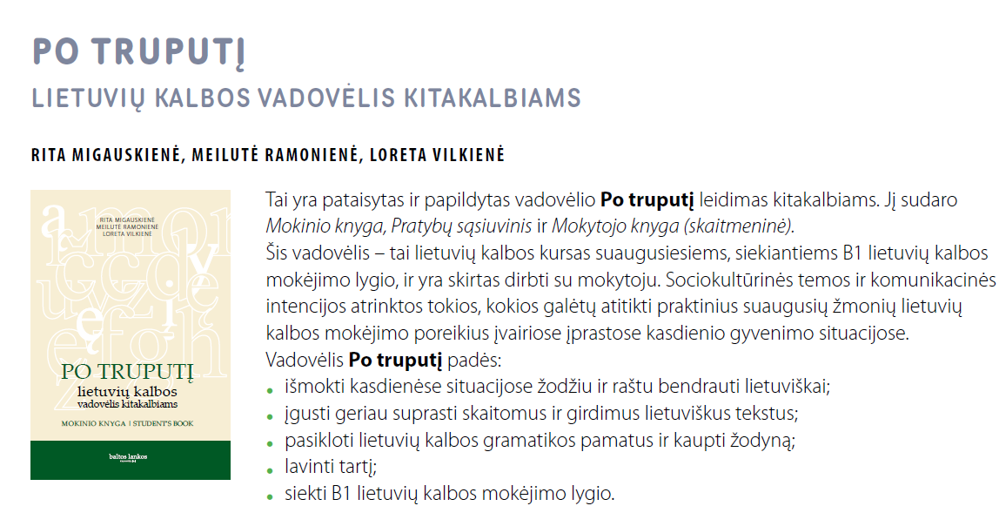 PO TRUPUTĮ
LIETUVIŲ KALBOS VADOVĖLIS KITAKALBIAMS
RITA MIGAUSKIENĖ, MEILUTĖ RAMONIENĖ, LORETA VILKIENĖ
RITA MIGAUSKIENĖ
MEILUTĖ RAMONIENĖ
LORETA VILKIENĖ
PO TRUPUTĮ
lietuvių kalbos
vadovėlis kitakalbiams
MOKINIO KNYGA | STUDENT'S BOOK
baltos lankos
Tai yra pataisytas ir papildytas vadovėlio Po truputį leidimas kitakalbiams. Jį sudaro
Mokinio knyga, Pratybų sąsiuvinis ir Mokytojo knyga (skaitmeninė).
Šis vadovėlis – tai lietuvių kalbos kursas suaugusiesiems, siekiantiems B1 lietuvių kalbos
mokėjimo lygio, ir yra skirtas dirbti su mokytoju. Sociokultūrinės temos ir komunikacinės
intencijos atrinktos tokios, kokios galėtų atitikti praktinius suaugusių žmonių lietuvių
kalbos mokėjimo poreikius įvairiose įprastose kasdienio gyvenimo situacijose.
Vadovėlis Po truputį padės:
• išmokti kasdienėse situacijose žodžiu ir raštu bendrauti lietuviškai;
• įgusti geriau suprasti skaitomus ir girdimus lietuviškus tekstus;
• pasikloti lietuvių kalbos gramatikos pamatus ir kaupti žodyną;
• lavinti tartį;
• siekti B1 lietuvių kalbos mokėjimo lygio.